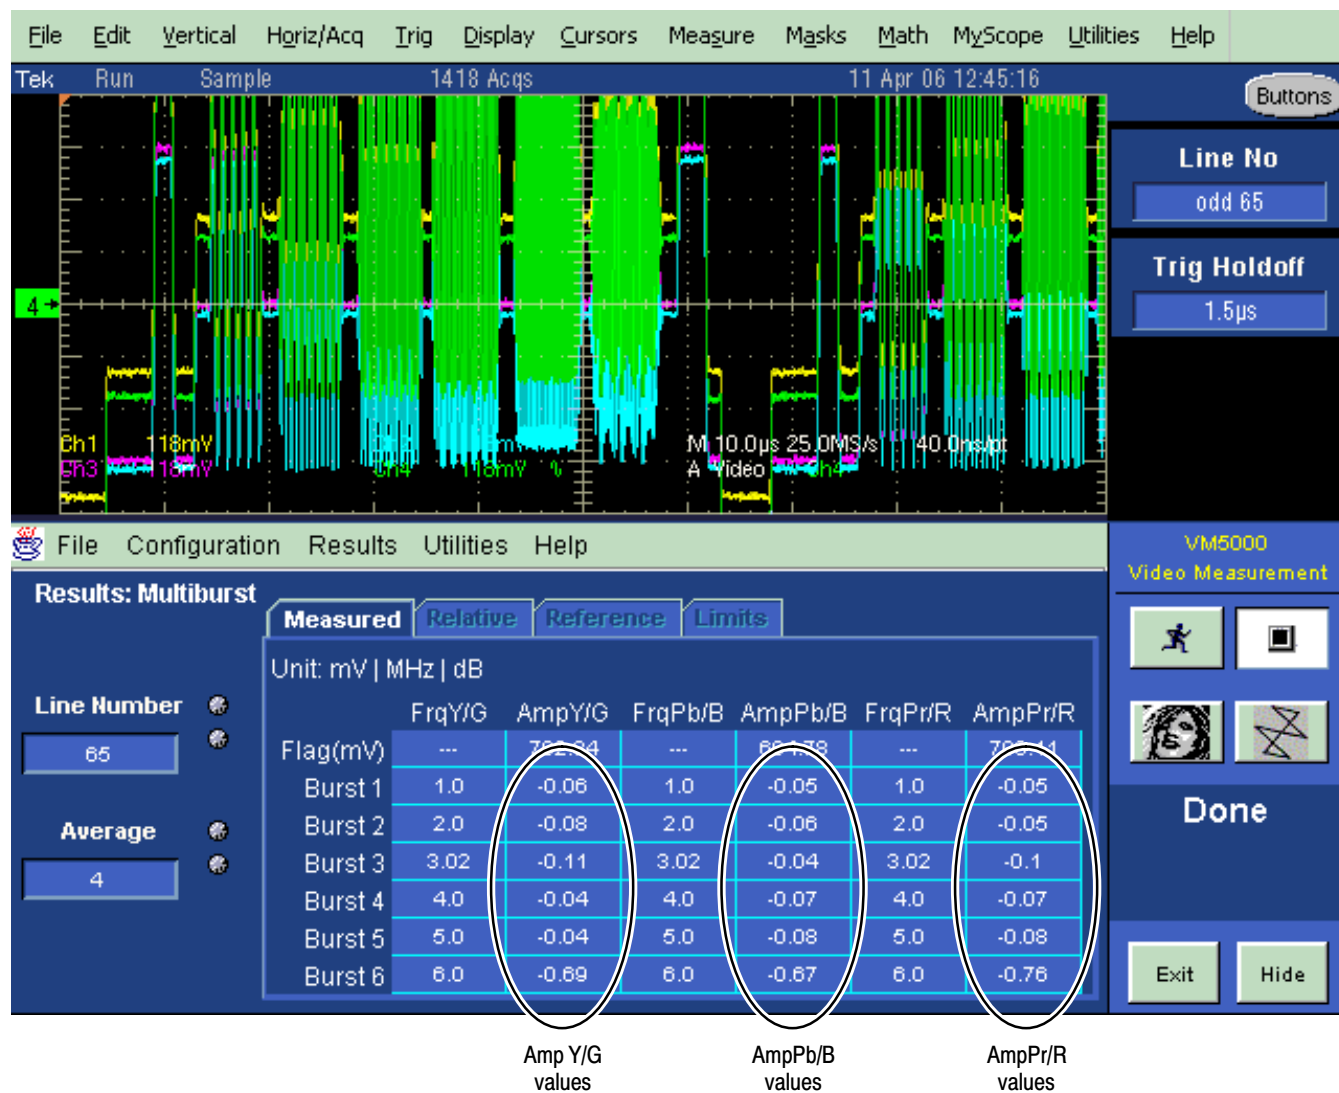 File Edit Vertical Horiz/Acq Trig Display Cursors Measure Masks Math MyScope Utilities Help
Tek Run Sample 1418 Acqs 11 Apr 06 12:45:16
Buttons
Line No
odd 65
Trig Holdoff
1.5µs
4
Ch1 118mV M 10.0µs 25.0MS/s 40.0ns/pt
Ch3 118mV Ch4 118mV % A Video Ch4
File Configuration Results Utilities Help
VM5000
Video Measurement
Results: Multiburst
Measured Relative Reference Limits
Unit: mV | MHz | dB
Line Number
65
Average
4
FrqY/G AmpY/G FrqPb/B AmpPb/B FrqPr/R AmpPr/R
Flag(mV) --- --- ---
Burst 1 1.0 -0.06 1.0 -0.05 1.0 -0.05
Burst 2 2.0 -0.08 2.0 -0.06 2.0 -0.05
Burst 3 3.02 -0.11 3.02 -0.04 3.02 -0.1
Burst 4 4.0 -0.04 4.0 -0.07 4.0 -0.07
Burst 5 5.0 -0.04 5.0 -0.08 5.0 -0.08
Burst 6 6.0 -0.69 6.0 -0.67 6.0 -0.76
Done
Exit Hide
Amp Y/G
values
AmpPb/B
values
AmpPr/R
values